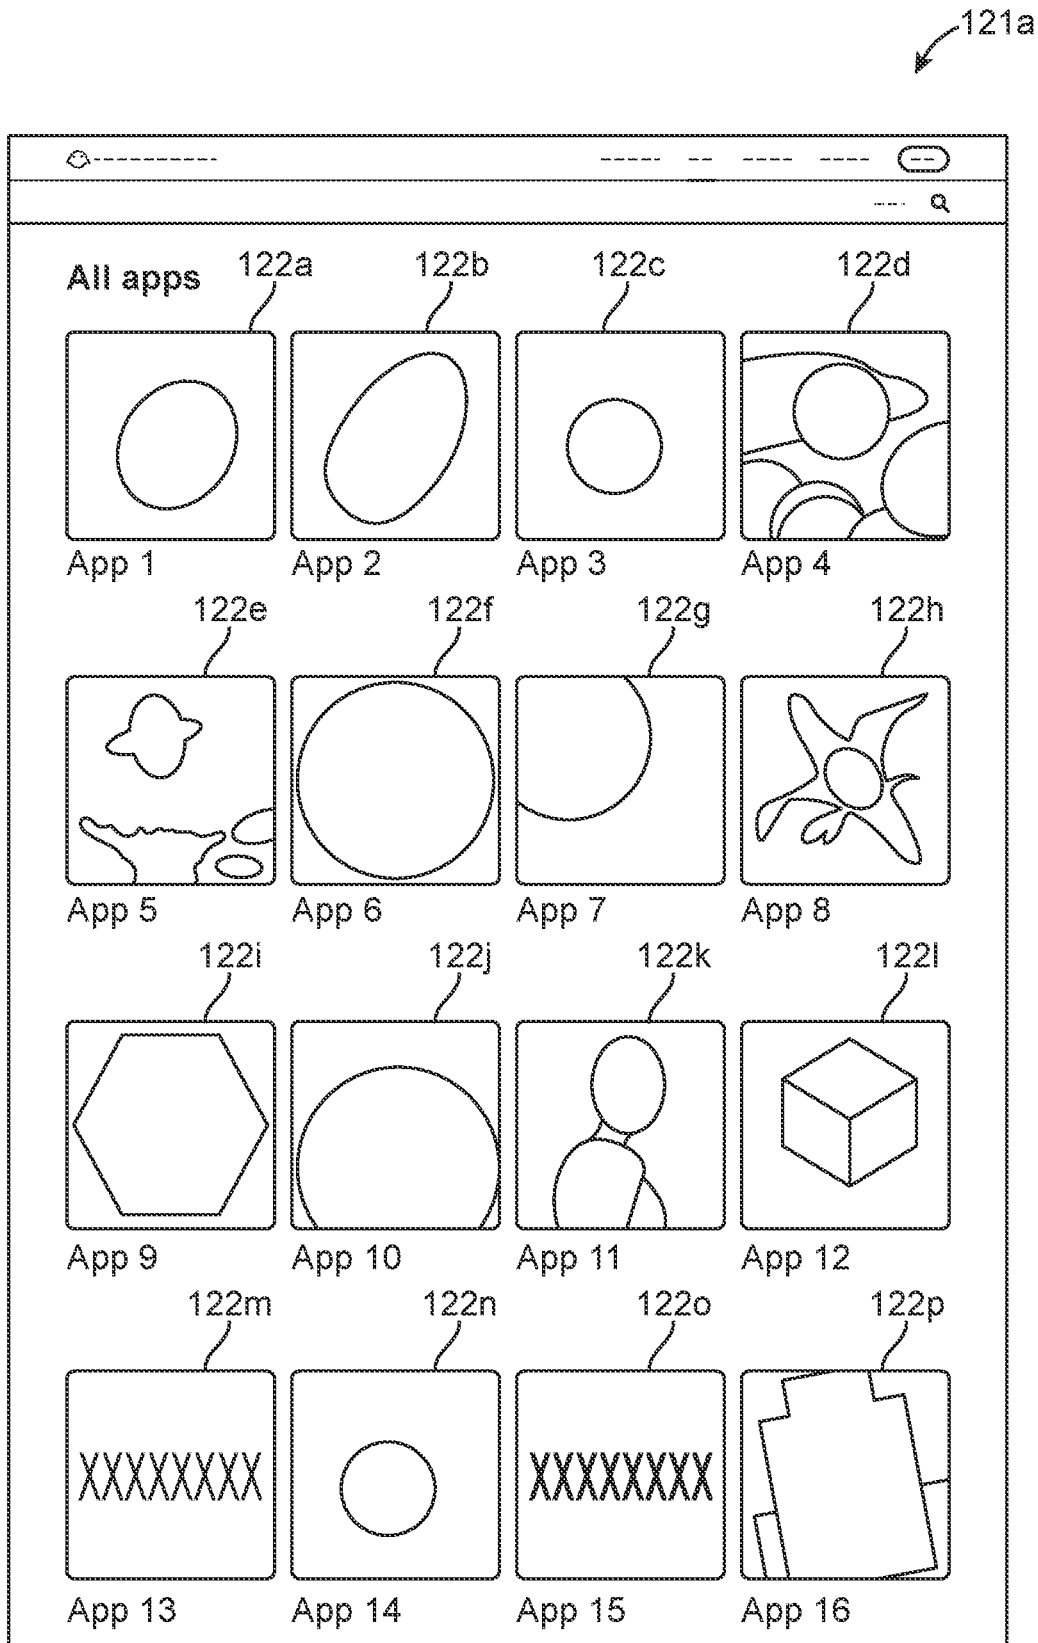 121a
All apps 122a 122b 122c 122d
App 1 App 2 App 3 App 4
122e 122f 122g 122h
App 5 App 6 App 7 App 8
122i 122j 122k 122l
App 9 App 10 App 11 App 12
122m 122n 122o 122p
XXXXXXXX XXXXXXXX
App 13 App 14 App 15 App 16